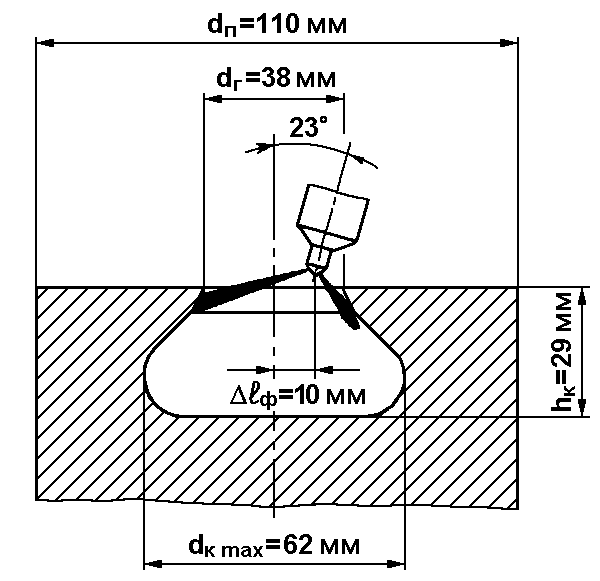 dп=110 мм
dг=38 мм
23°
Δℓф=10 мм
hк=29 мм
dк max=62 мм